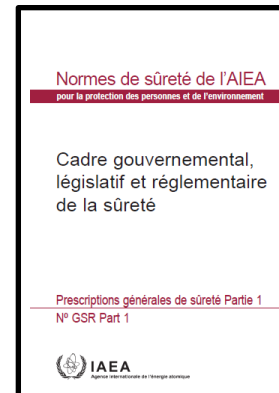 Normes de sûreté de l'AIEA
pour la protection des personnes et de l'environnement
Cadre gouvernemental,
législatif et réglementaire
de la sûreté
Prescriptions générales de sûreté Partie 1
Nº GSR Part 1
IAEA
Agence internationale de l'énergie atomique